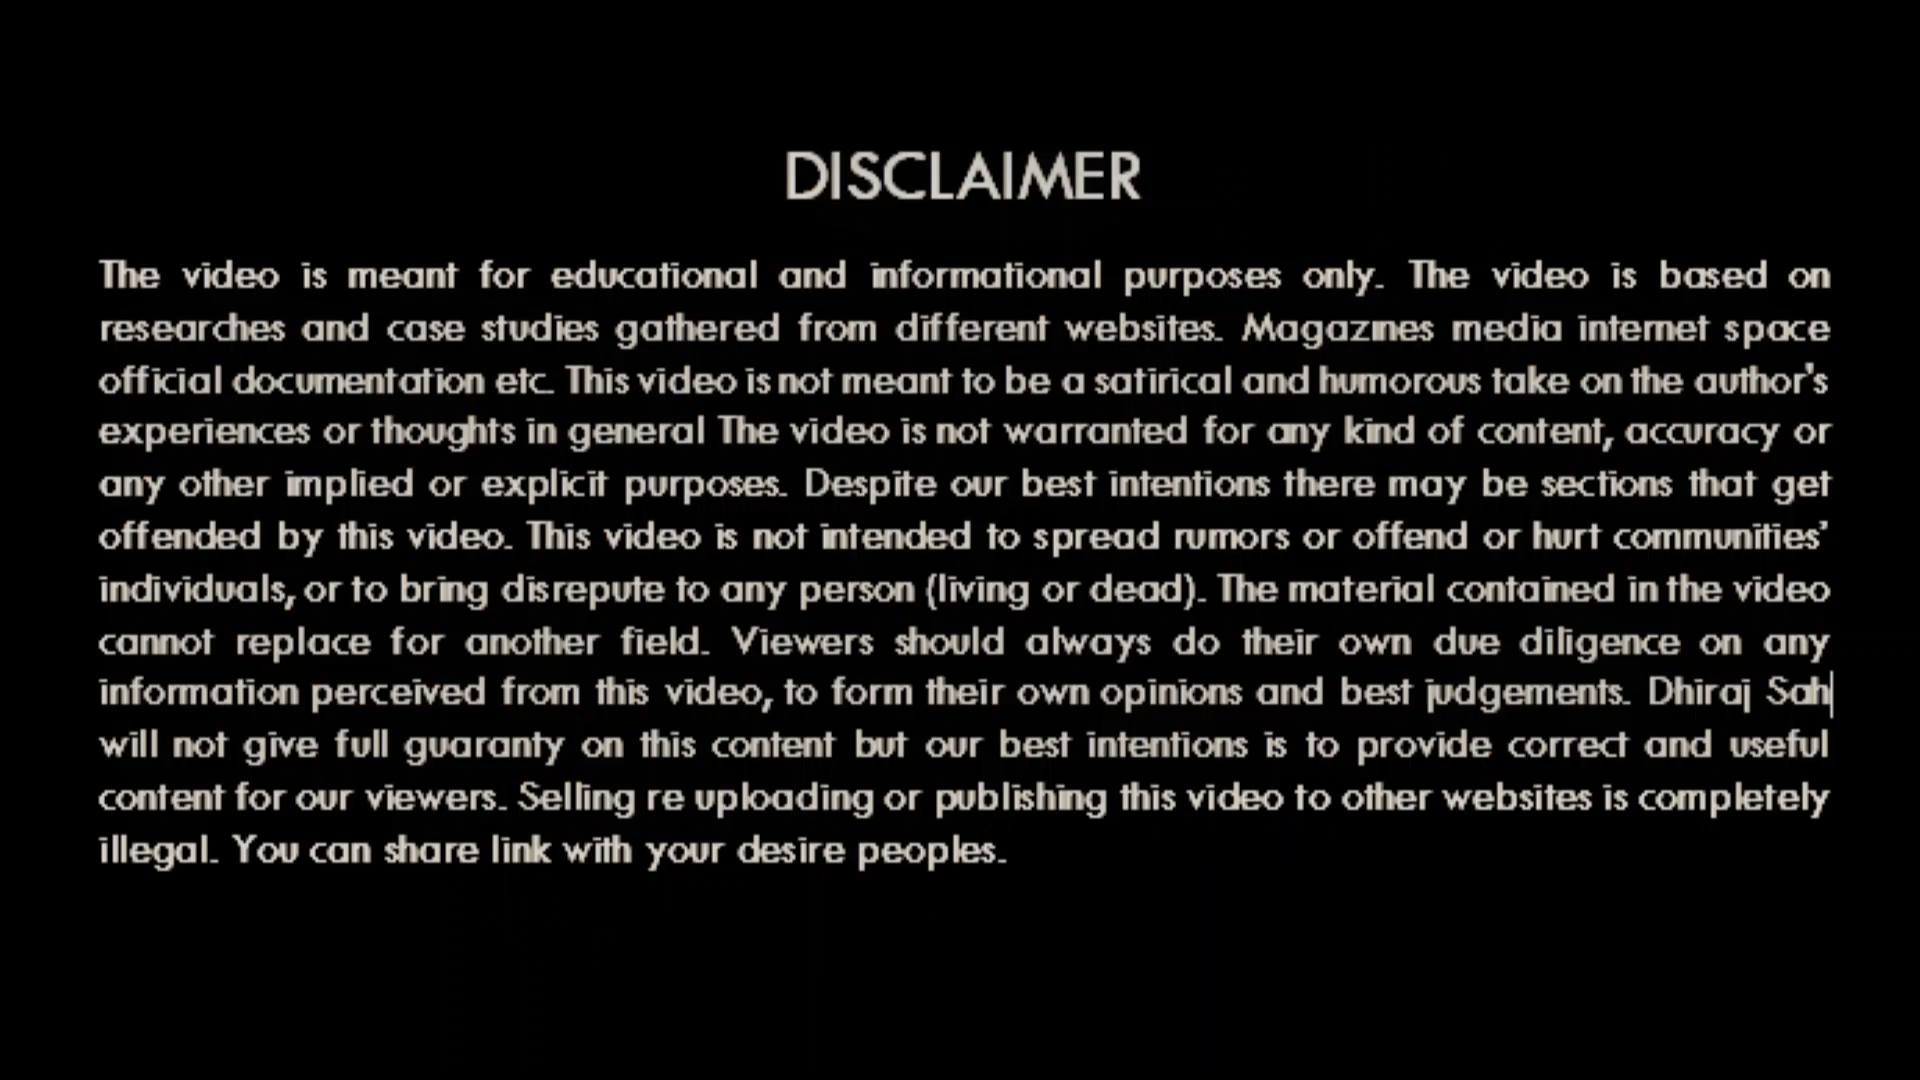 DISCLAIMER
The video is meant for educational and informational purposes only. The video is based on
researches and case studies gathered from different websites. Magazines media internet space
official documentation etc. This video is not meant to be a satirical and humorous take on the author's
experiences or thoughts in general The video is not warranted for any kind of content, accuracy or
any other implied or explicit purposes. Despite our best intentions there may be sections that get
offended by this video. This video is not intended to spread rumors or offend or hurt communities'
individuals, or to bring disrepute to any person (living or dead). The material contained in the video
cannot replace for another field. Viewers should always do their own due diligence on any
information perceived from this video, to form their own opinions and best judgements. Dhiraj Sah
will not give full guaranty on this content but our best intentions is to provide correct and useful
content for our viewers. Selling re uploading or publishing this video to other websites is completely
illegal. You can share link with your desire peoples.